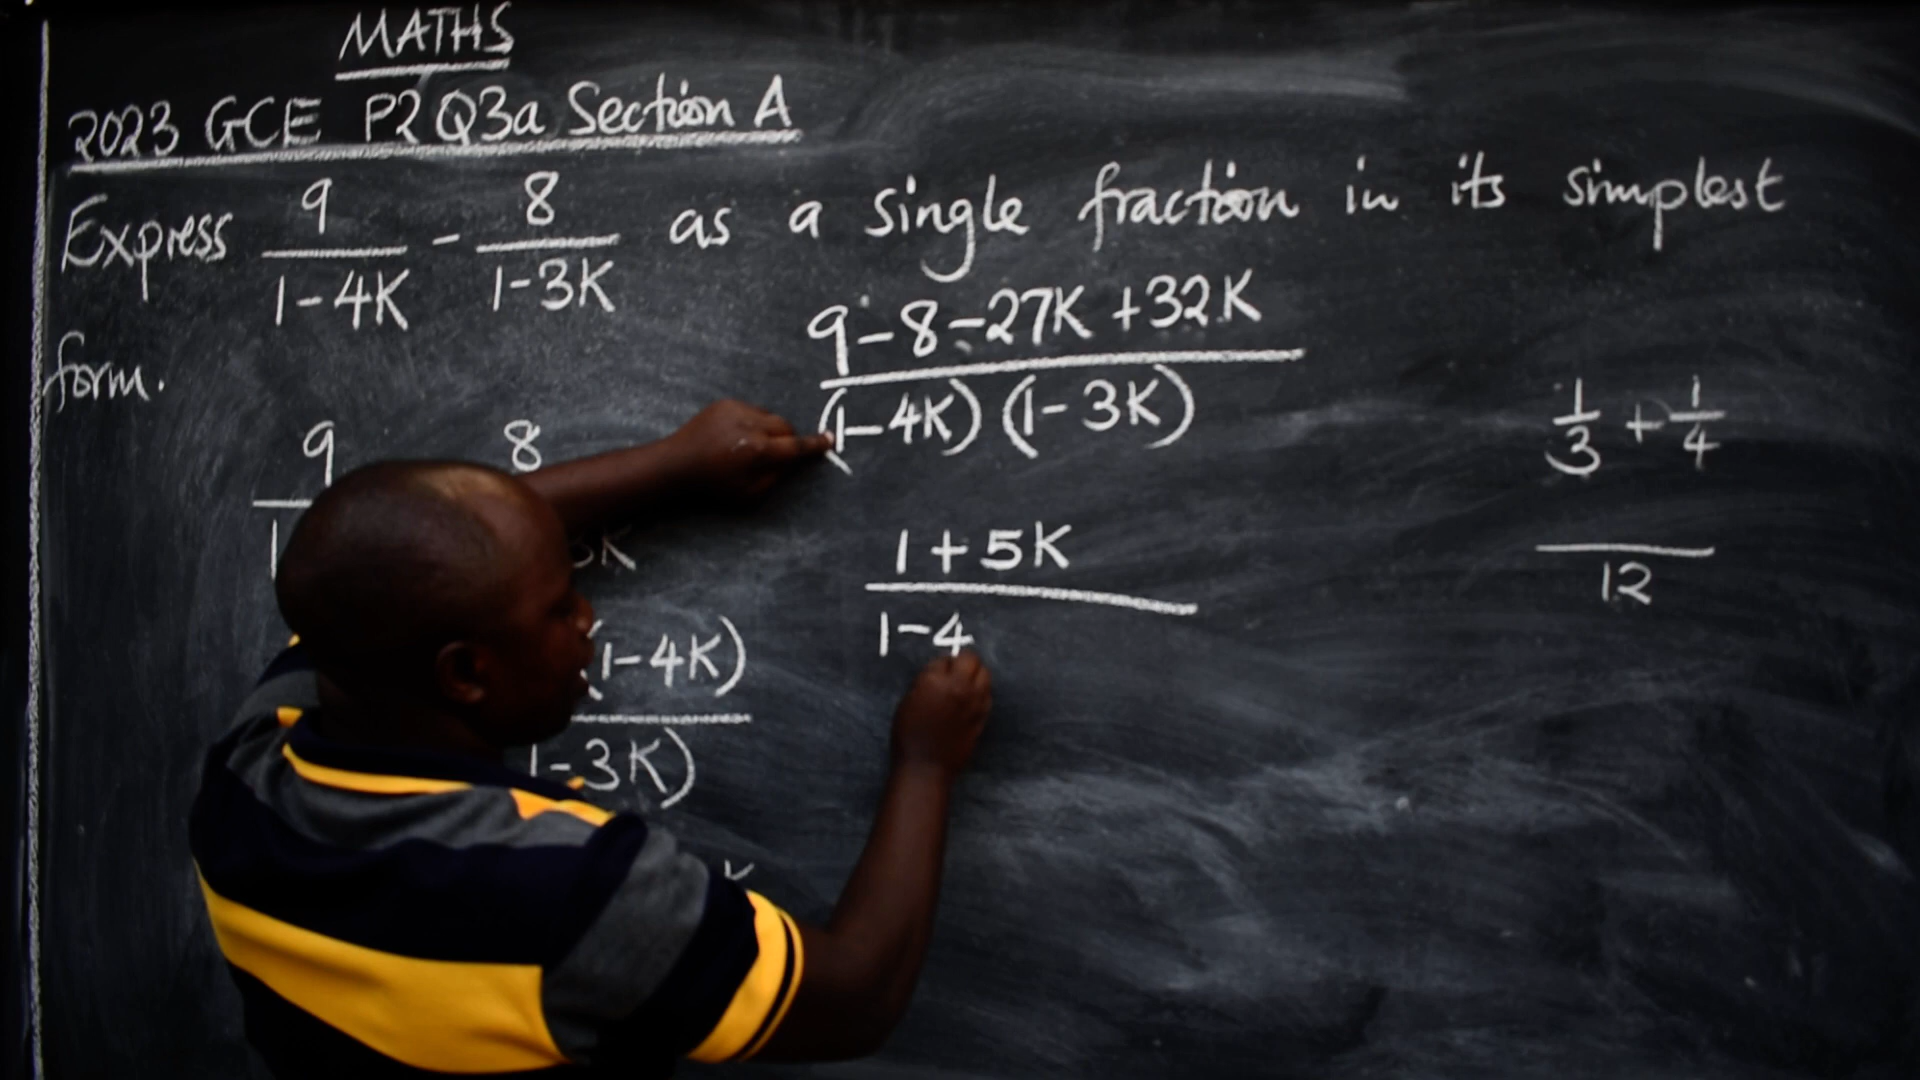 MATHS
2023 GCE P2 Q3a Section A
Express 9/(1-4K) - 8/(1-3K) as a single fraction in its simplest
form.
9 8
1 3K
(1-4K)
1-3K)
K
9-8-27K+32K
(1-4K)(1-3K)
1+5K
1-4
1/3 + 1/4
12